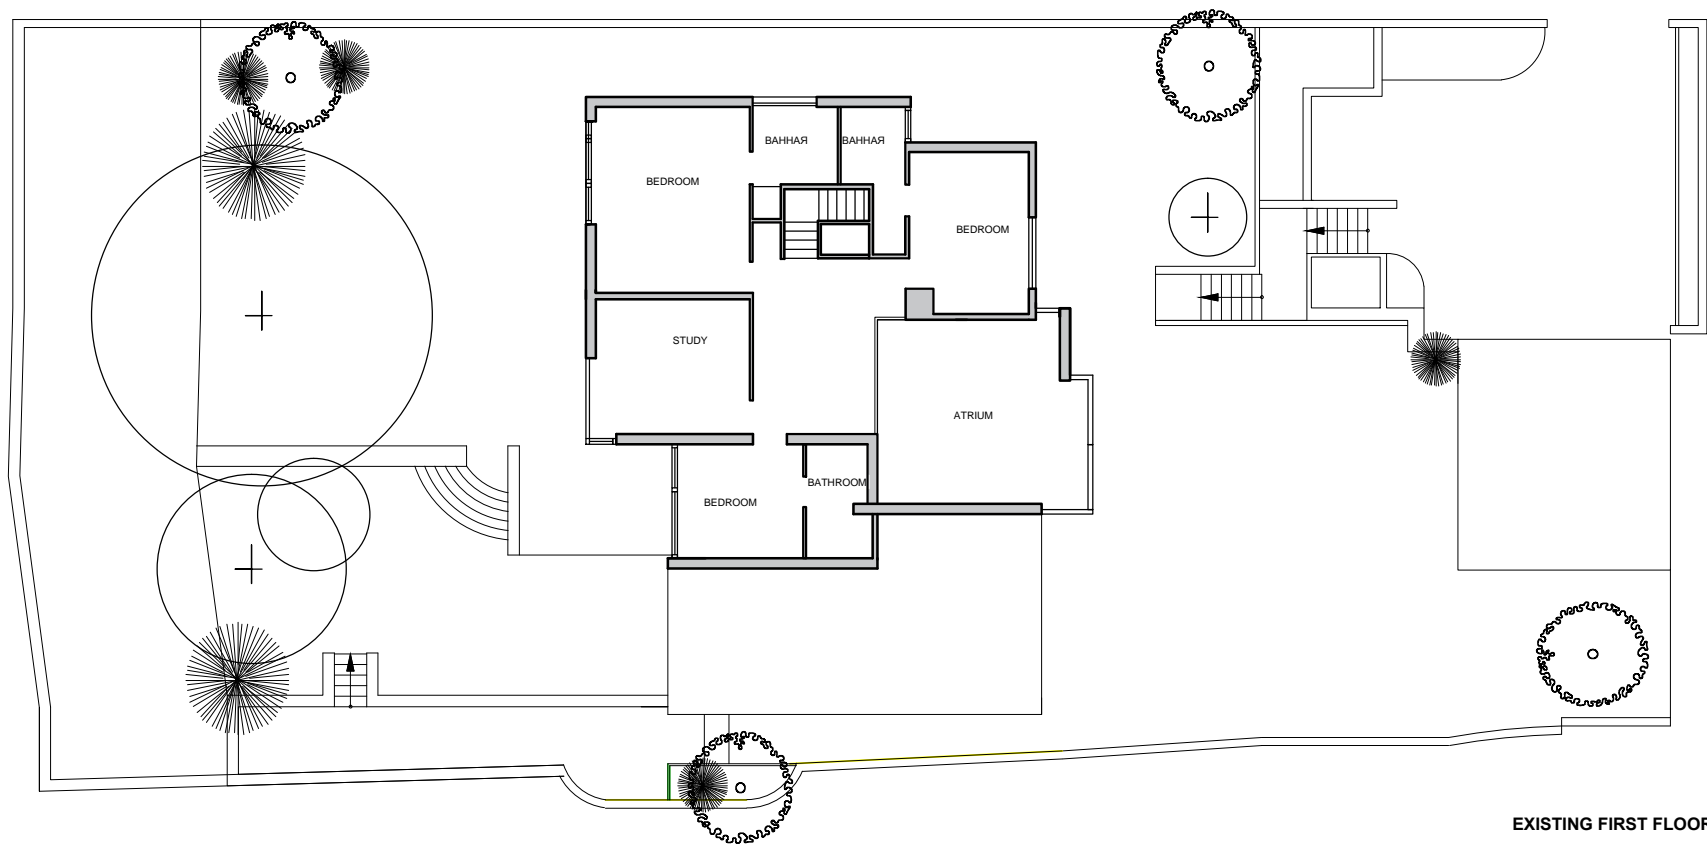 ВАННАЯ
ВАННАЯ
BEDROOM
BEDROOM
STUDY
ATRIUM
BATHROOM
BEDROOM
EXISTING FIRST FLOOR